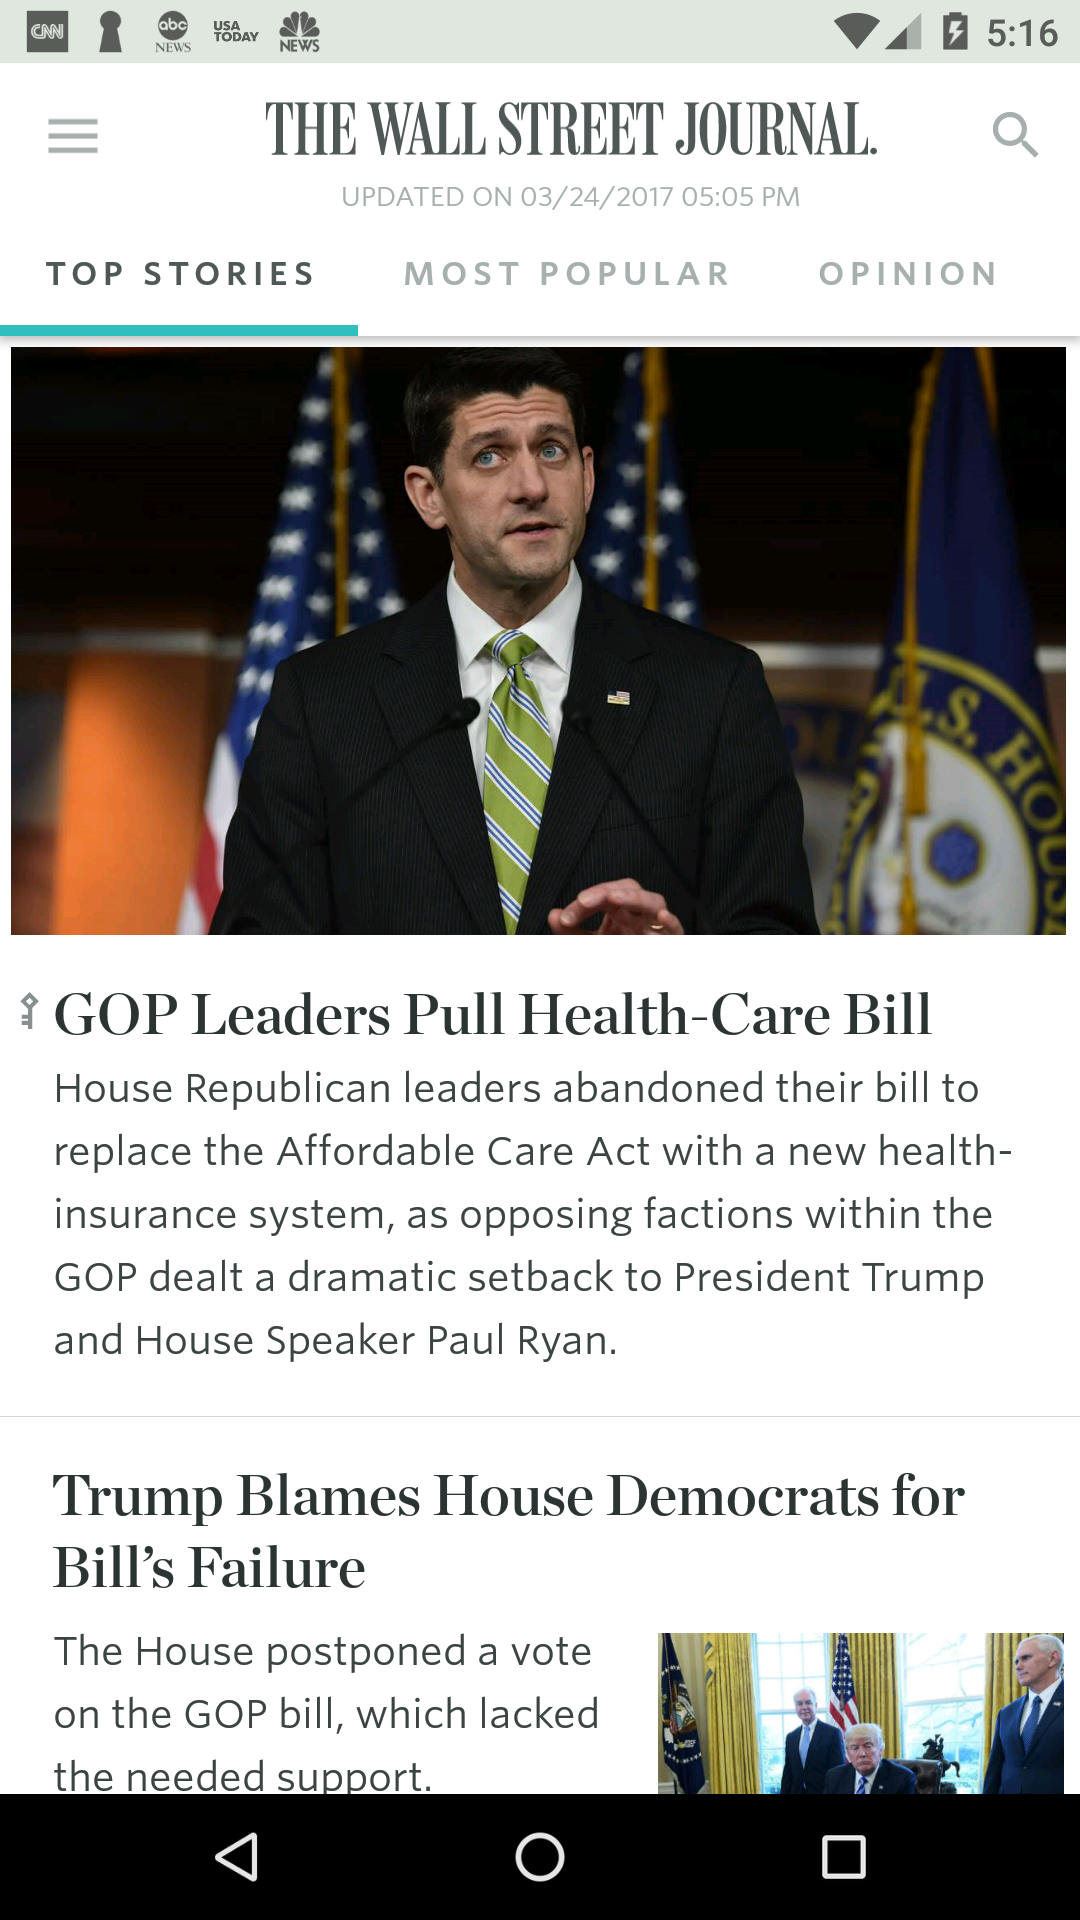 CNN
abc
NEWS
USA
TODAY
NEWS
5:16
THE WALL STREET JOURNAL.
UPDATED ON 03/24/2017 05:05 PM
TOP STORIES
MOST POPULAR
OPINION
U.S. HOUSE
GOP Leaders Pull Health-Care Bill
House Republican leaders abandoned their bill to
replace the Affordable Care Act with a new health-
insurance system, as opposing factions within the
GOP dealt a dramatic setback to President Trump
and House Speaker Paul Ryan.
Trump Blames House Democrats for
Bill’s Failure
The House postponed a vote
on the GOP bill, which lacked
the needed support.